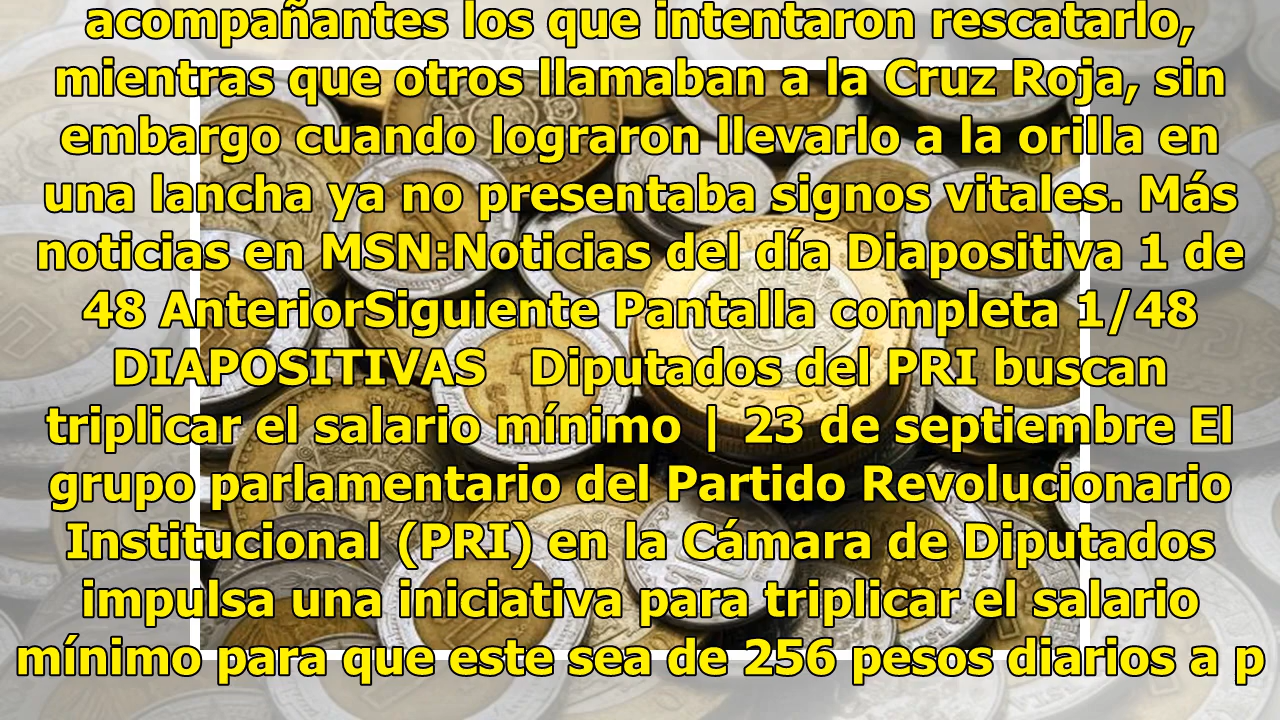 acompañantes los que intentaron rescatarlo,
mientras que otros llamaban a la Cruz Roja, sin
embargo cuando lograron llevarlo a la orilla en
una lancha ya no presentaba signos vitales. Más
noticias en MSN:Noticias del día Diapositiva 1 de
48 AnteriorSiguiente Pantalla completa 1/48
DIAPOSITIVAS   Diputados del PRI buscan
triplicar el salario mínimo | 23 de septiembre El
grupo parlamentario del Partido Revolucionario
Institucional (PRI) en la Cámara de Diputados
impulsa una iniciativa para triplicar el salario
mínimo para que este sea de 256 pesos diarios a p